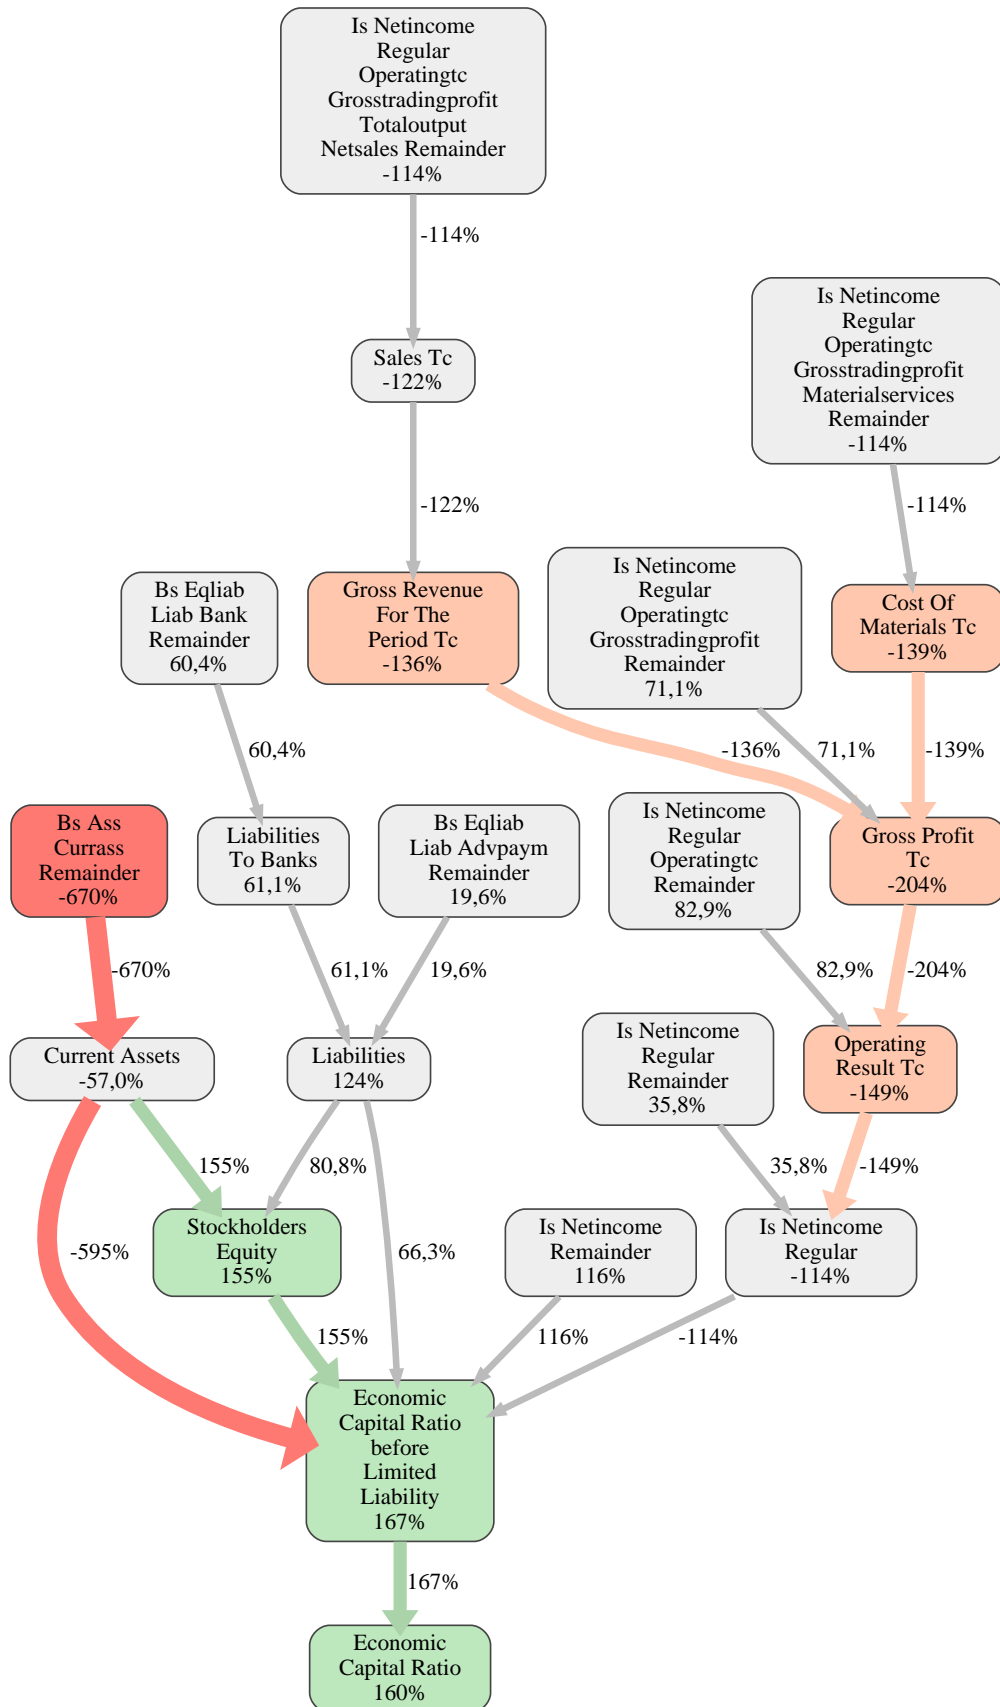 Is Netincome
Regular
Operatingtc
Grosstradingprofit
Totaloutput
Netsales Remainder
-114%
-114%
Sales Tc
-122%
Is Netincome
Regular
Operatingtc
Grosstradingprofit
Materialservices
Remainder
-114%
-122%
-114%
Bs Eqliab
Liab Bank
Remainder
60,4%
Gross Revenue
For The
Period Tc
-136%
Is Netincome
Regular
Operatingtc
Grosstradingprofit
Remainder
71,1%
Cost Of
Materials Tc
-139%
60,4%
-136%
71,1%
-139%
Bs Ass
Currass
Remainder
-670%
Liabilities
To Banks
61,1%
Bs Eqliab
Liab Advpaym
Remainder
19,6%
Is Netincome
Regular
Operatingtc
Remainder
82,9%
Gross Profit
Tc
-204%
-670%
61,1%
19,6%
82,9%
-204%
Current Assets
-57,0%
Liabilities
124%
Is Netincome
Regular
Remainder
35,8%
Operating
Result Tc
-149%
155%
80,8%
35,8%
-149%
-595%
Stockholders
Equity
155%
66,3%
Is Netincome
Remainder
116%
Is Netincome
Regular
-114%
155%
116%
-114%
Economic
Capital Ratio
before
Limited
Liability
167%
167%
Economic
Capital Ratio
160%